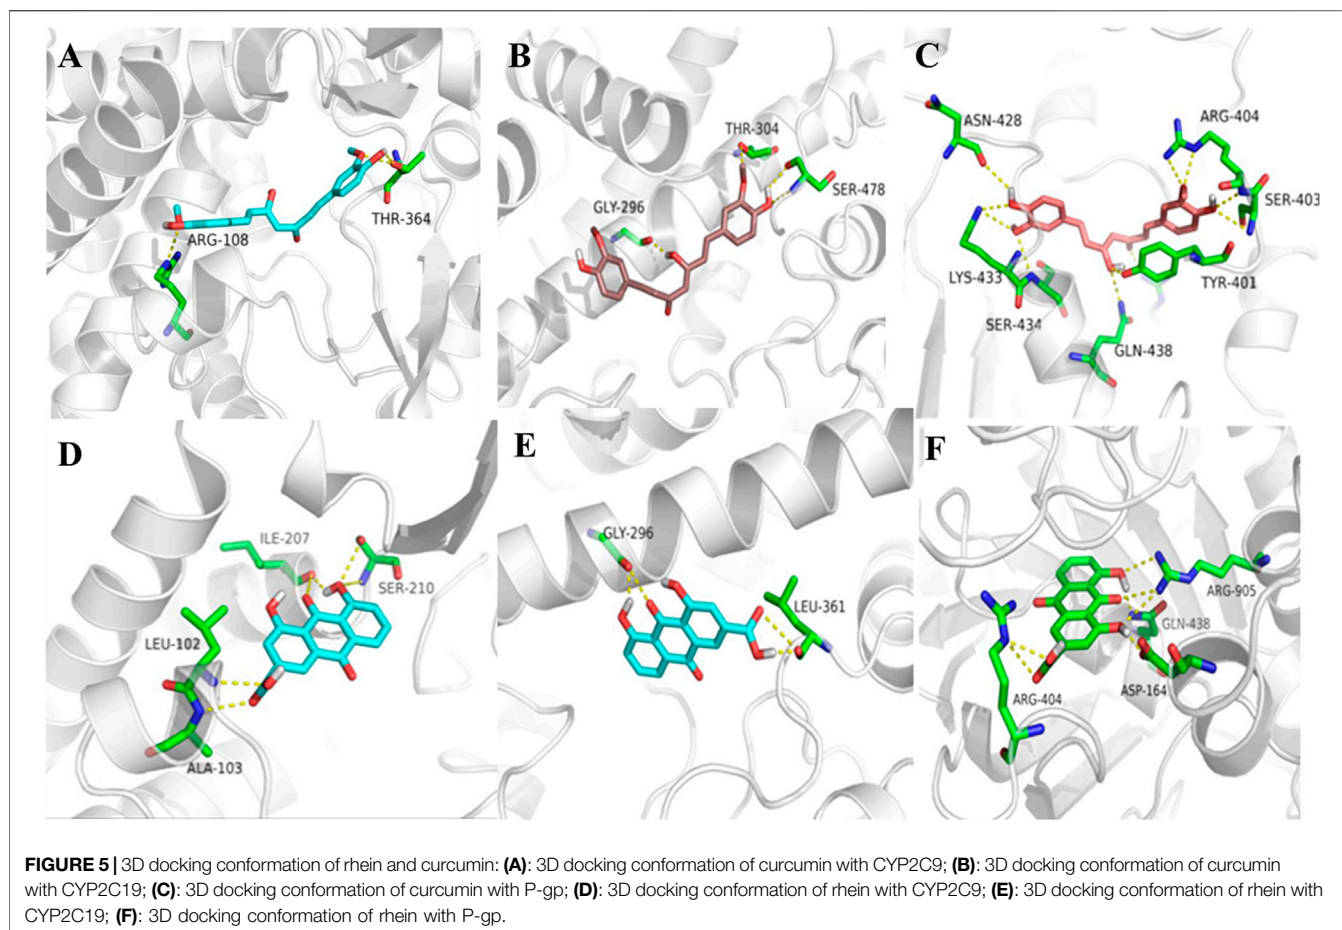 A
ARG-108
THR-364
B
THR-304
GLY-296
SER-478
C
ASN-428
ARG-404
SER-403
LYS-433
TYR-401
SER-434
GLN-438
D
ILE-207
SER-210
LEU-102
ALA-103
E
GLY-296
LEU-361
F
ARG-905
GLN-438
ASP-164
ARG-404
FIGURE 5 | 3D docking conformation of rhein and curcumin: (A): 3D docking conformation of curcumin with CYP2C9; (B): 3D docking conformation of curcumin
with CYP2C19; (C): 3D docking conformation of curcumin with P-gp; (D): 3D docking conformation of rhein with CYP2C9; (E): 3D docking conformation of rhein with
CYP2C19; (F): 3D docking conformation of rhein with P-gp.